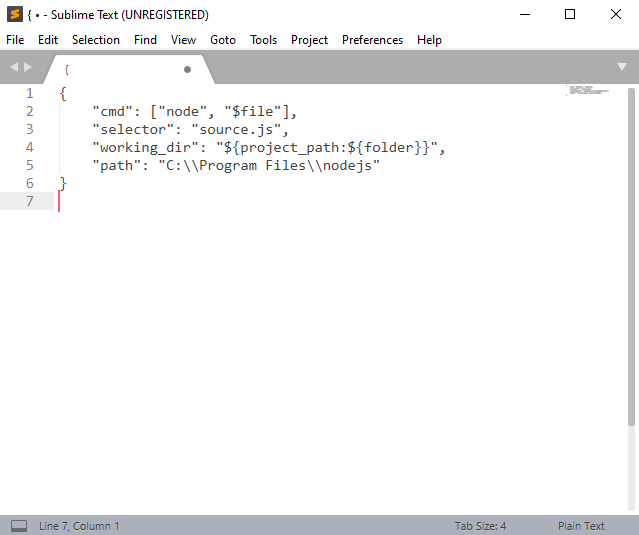 { • - Sublime Text (UNREGISTERED)
File Edit Selection Find View Goto Tools Project Preferences Help
{
1 {
2 "cmd": ["node", "$file"],
3 "selector": "source.js",
4 "working_dir": "${project_path:${folder}}",
5 "path": "C:\\Program Files\\nodejs"
6 }
7
Line 7, Column 1 Tab Size: 4 Plain Text